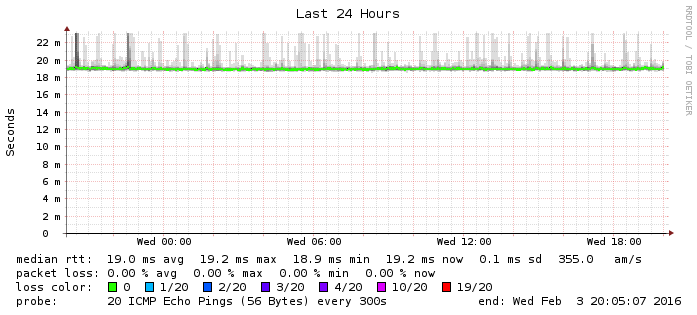 Last 24 Hours
RRDTOOL / TOBI OETIKER
Seconds
22 m
20 m
18 m
16 m
14 m
12 m
10 m
8 m
6 m
4 m
2 m
0
Wed 00:00 Wed 06:00 Wed 12:00 Wed 18:00
median rtt: 19.0 ms avg 19.2 ms max 18.9 ms min 19.2 ms now 0.1 ms sd 355.0 am/s
packet loss: 0.00 % avg 0.00 % max 0.00 % min 0.00 % now
loss color: 0 1/20 2/20 3/20 4/20 10/20 19/20
probe: 20 ICMP Echo Pings (56 Bytes) every 300s end: Wed Feb 3 20:05:07 2016